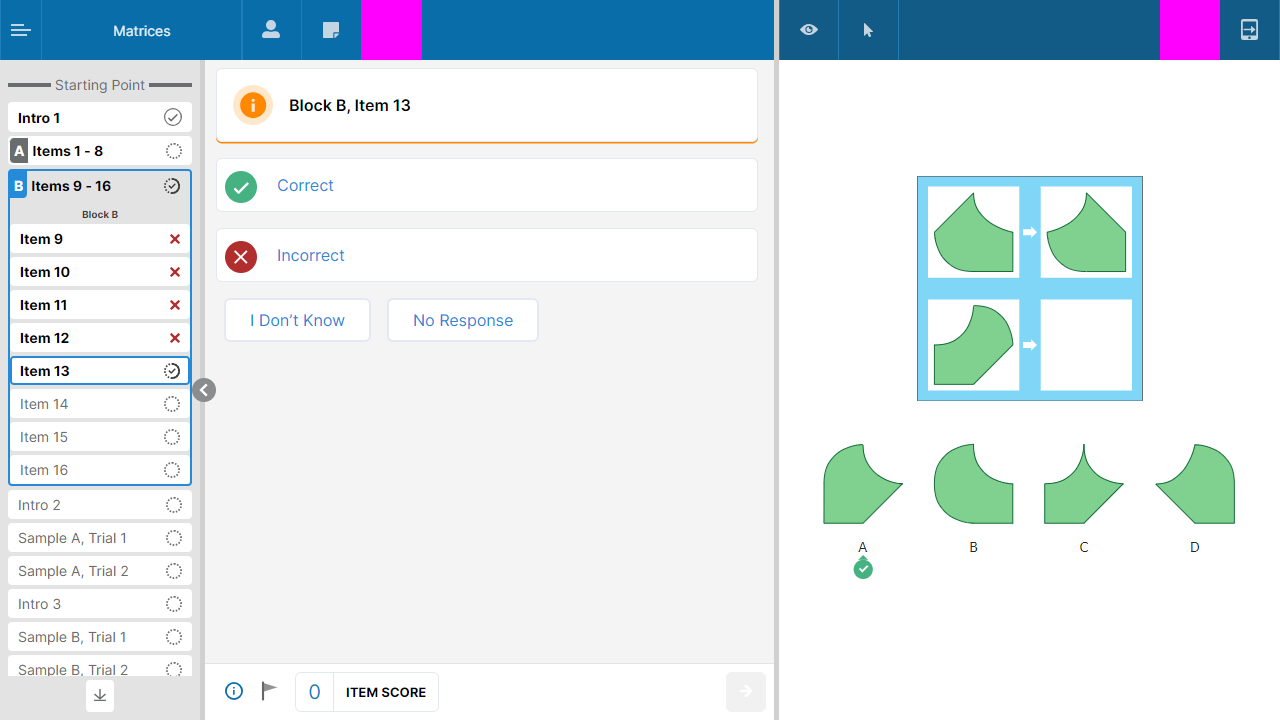 Matrices
Starting Point
Intro 1
A Items 1 - 8
B Items 9 - 16
Block B
Item 9
Item 10
Item 11
Item 12
Item 13
Item 14
Item 15
Item 16
Intro 2
Sample A, Trial 1
Sample A, Trial 2
Intro 3
Sample B, Trial 1
Sample B, Trial 2
Block B, Item 13
Correct
Incorrect
I Don’t Know No Response
0 ITEM SCORE
A B C D